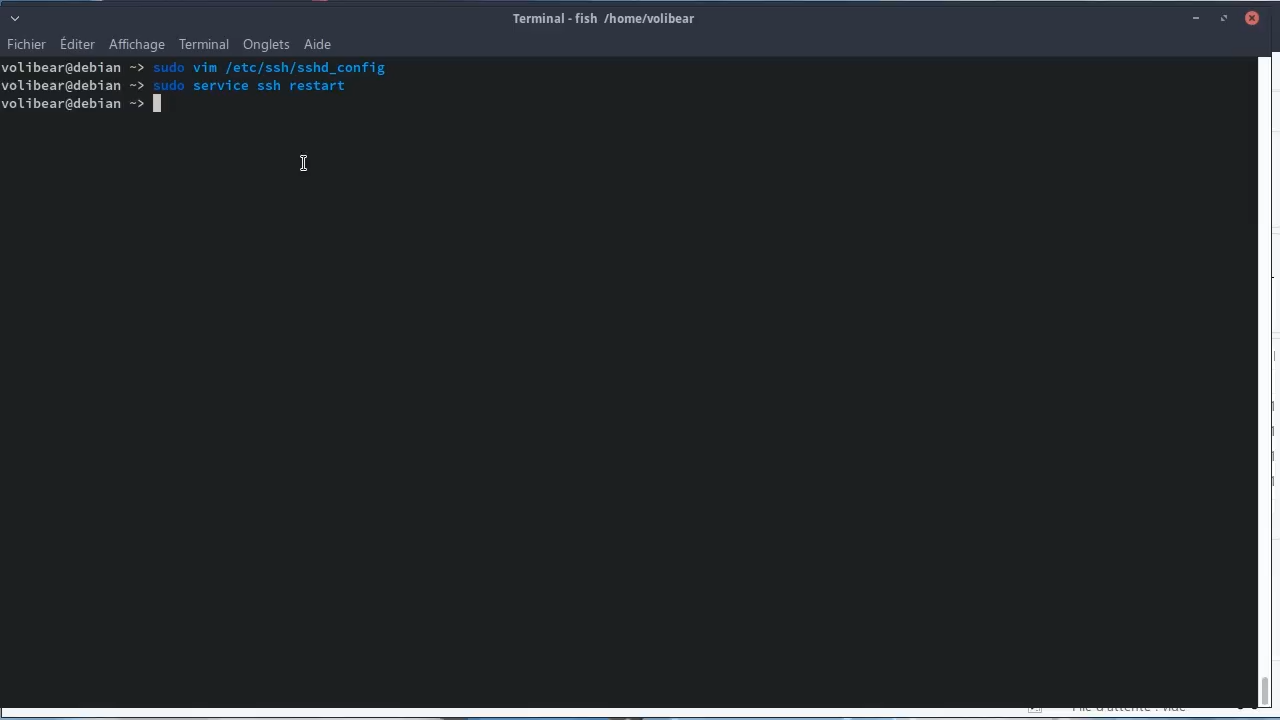 Terminal - fish /home/volibear
Fichier Éditer Affichage Terminal Onglets Aide
volibear@debian ~> sudo vim /etc/ssh/sshd_config
volibear@debian ~> sudo service ssh restart
volibear@debian ~>